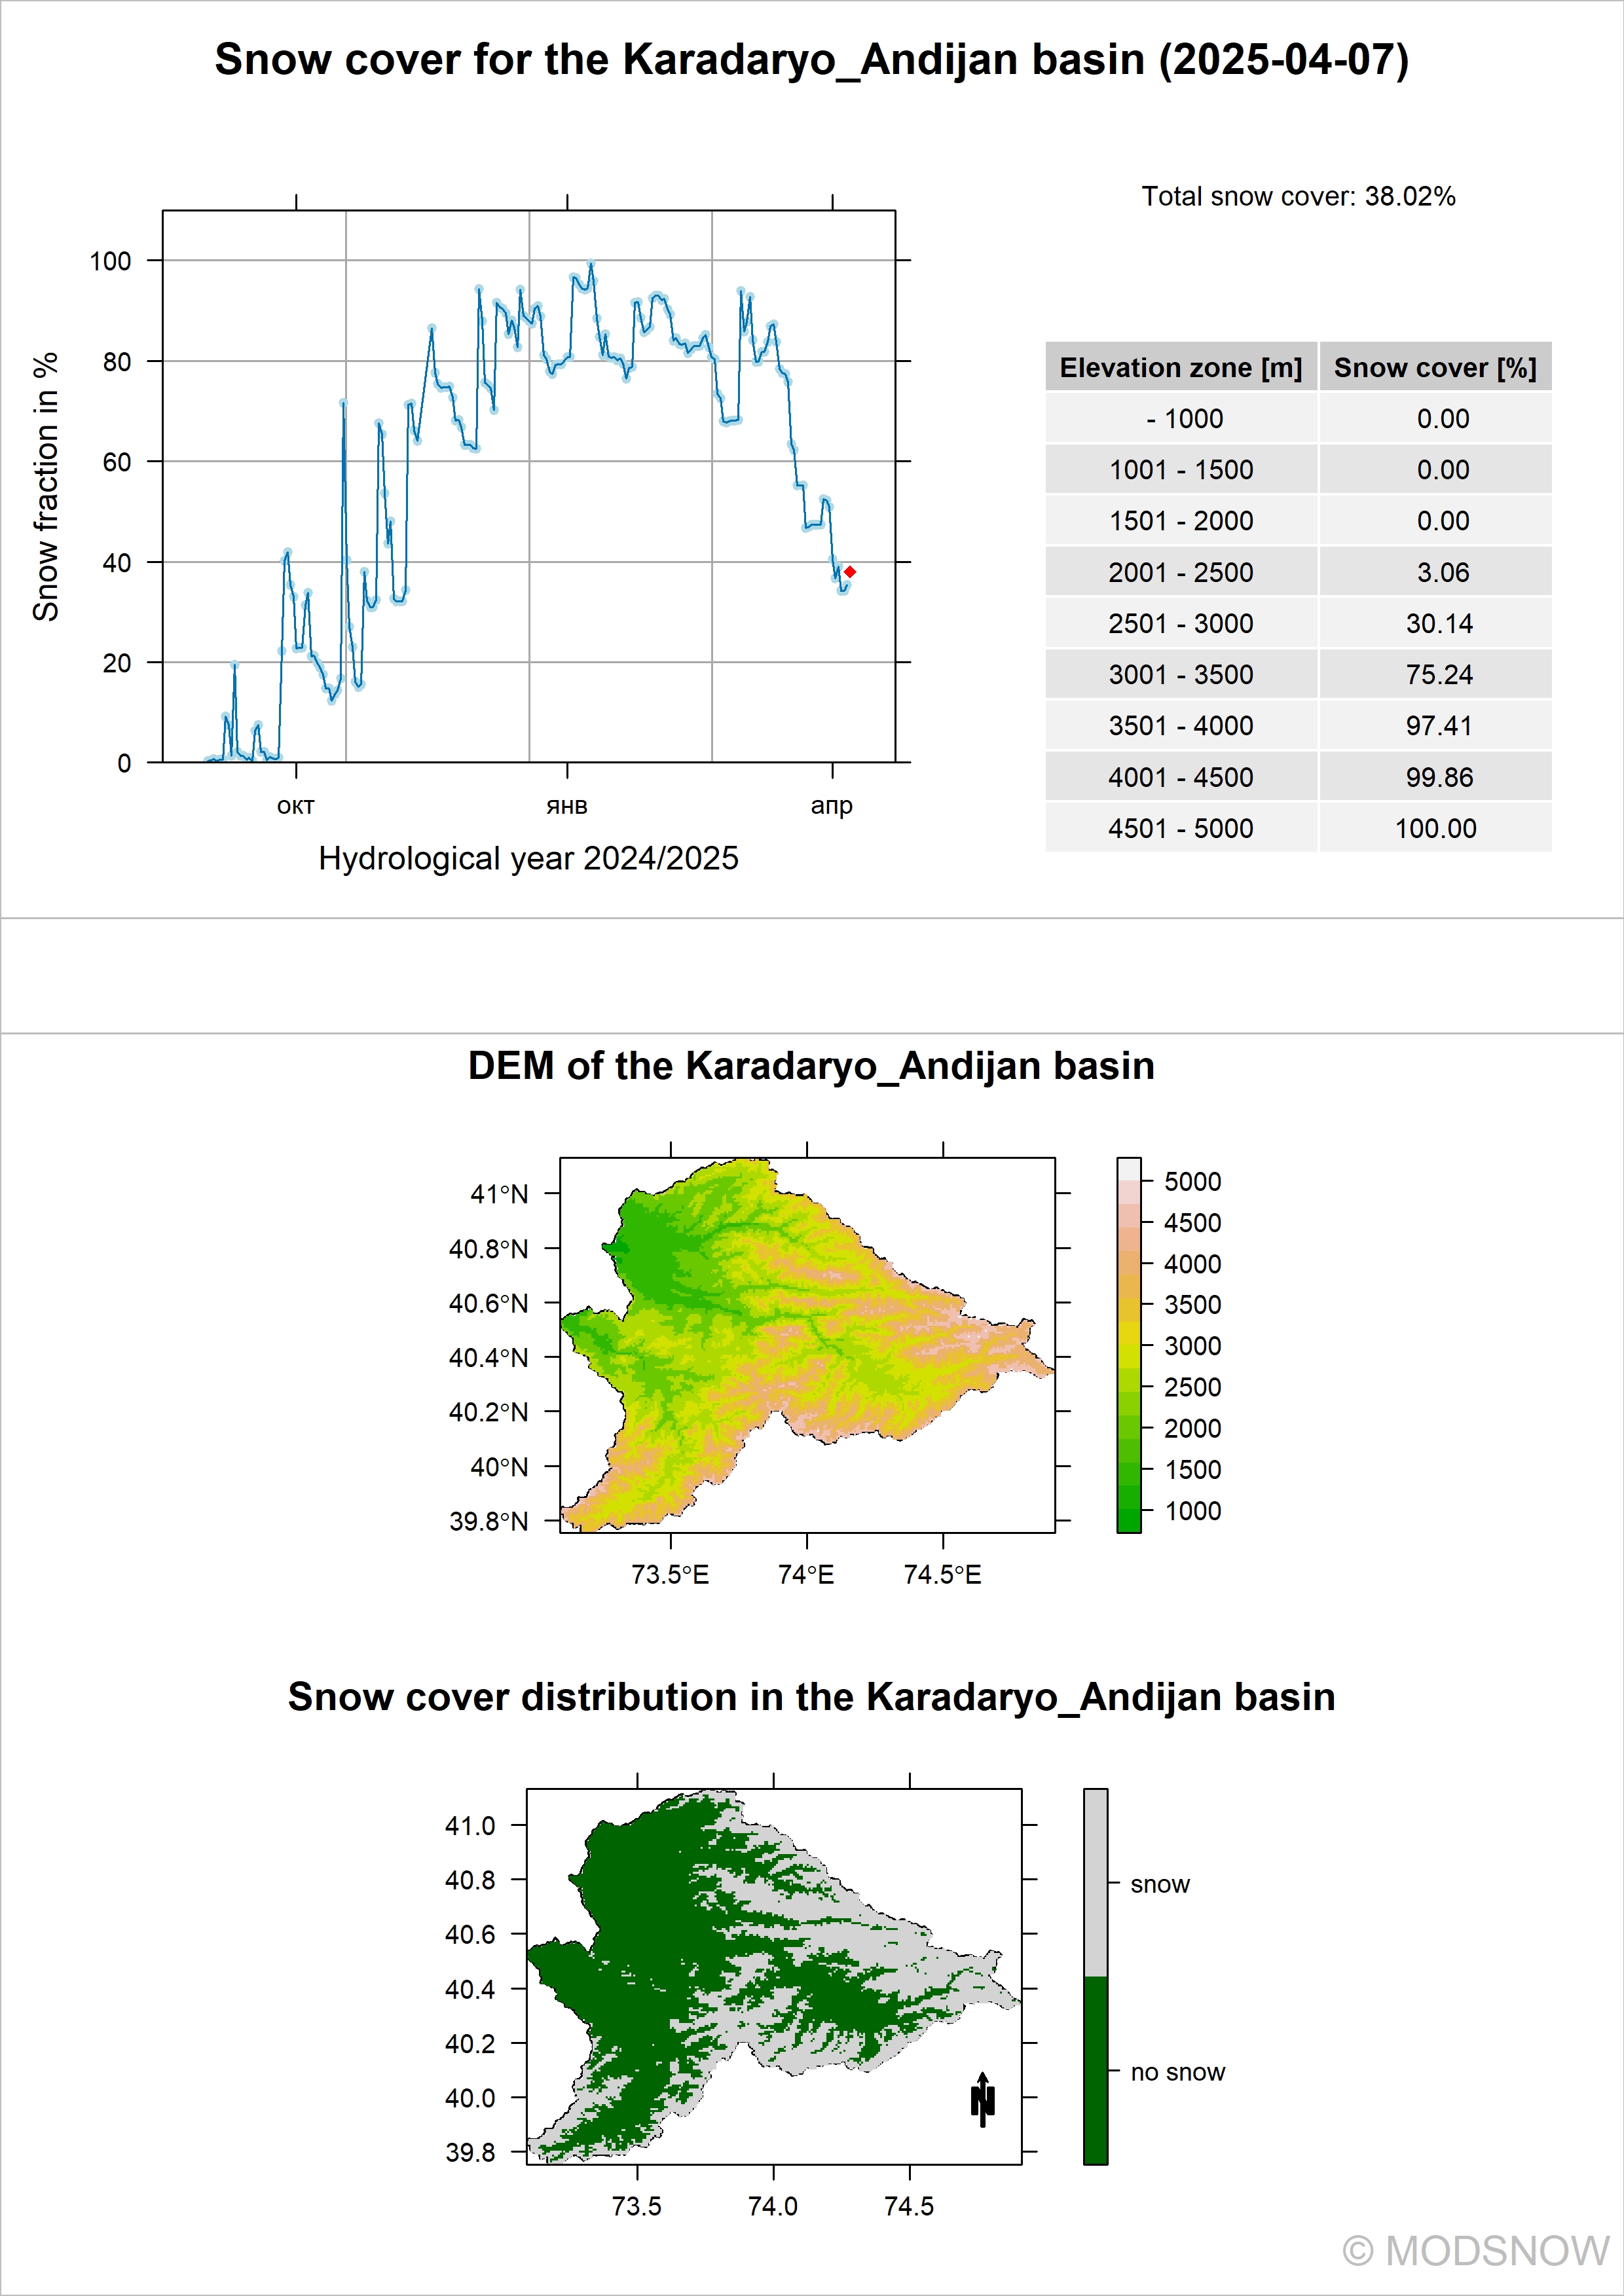 Snow cover for the Karadaryo_Andijan basin (2025-04-07)
Snow fraction in %
100
80
60
40
20
0
окт янв апр
Hydrological year 2024/2025
Total snow cover: 38.02%
Elevation zone [m] Snow cover [%]
- 1000 0.00
1001 - 1500 0.00
1501 - 2000 0.00
2001 - 2500 3.06
2501 - 3000 30.14
3001 - 3500 75.24
3501 - 4000 97.41
4001 - 4500 99.86
4501 - 5000 100.00
DEM of the Karadaryo_Andijan basin
41°N
40.8°N
40.6°N
40.4°N
40.2°N
40°N
39.8°N
73.5°E 74°E 74.5°E
5000
4500
4000
3500
3000
2500
2000
1500
1000
Snow cover distribution in the Karadaryo_Andijan basin
41.0
40.8
40.6
40.4
40.2
40.0
39.8
73.5 74.0 74.5
N
snow
no snow
© MODSNOW